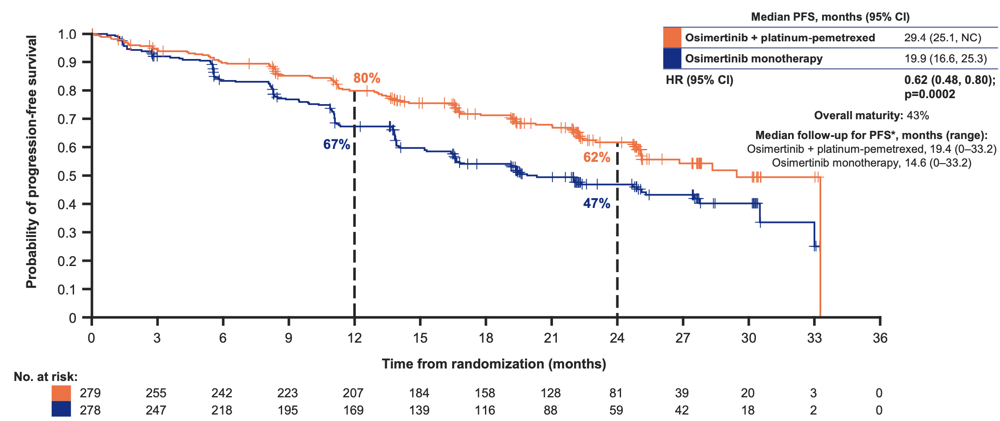 Median PFS, months (95% CI)
Osimertinib + platinum-pemetrexed 29.4 (25.1, NC)
Osimertinib monotherapy 19.9 (16.6, 25.3)
HR (95% CI) 0.62 (0.48, 0.80);
p=0.0002
Overall maturity: 43%
Median follow-up for PFS*, months (range):
Osimertinib + platinum-pemetrexed, 19.4 (0–33.2)
Osimertinib monotherapy, 14.6 (0–33.2)
Probability of progression-free survival
1.0
0.9
0.8
0.7
0.6
0.5
0.4
0.3
0.2
0.1
0
80%
67%
62%
47%
0 3 6 9 12 15 18 21 24 27 30 33 36
Time from randomization (months)
No. at risk:
279 255 242 223 207 184 158 128 81 39 20 3 0
278 247 218 195 169 139 116 88 59 42 18 2 0